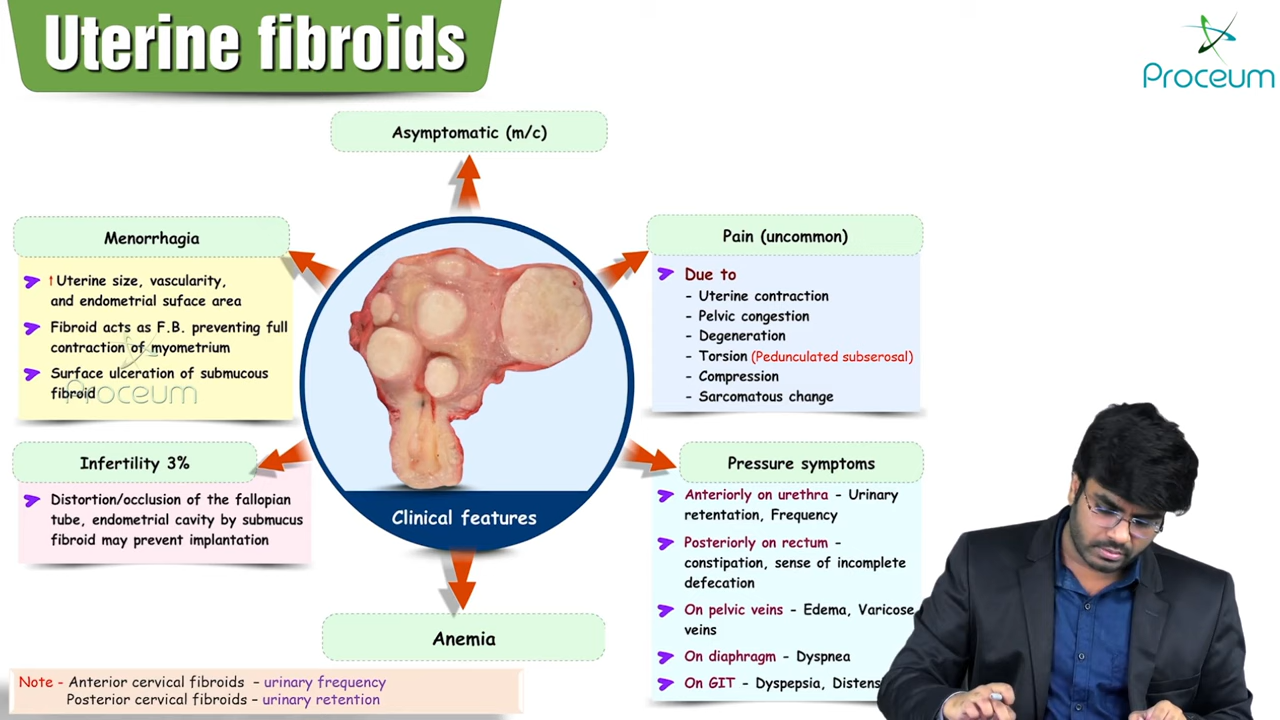 Uterine fibroids
Proceum
Asymptomatic (m/c)
Menorrhagia
↑Uterine size, vascularity,
and endometrial suface area
Fibroid acts as F.B. preventing full
contraction of myometrium
Surface ulceration of submucous
fibroid
Proceum
Pain (uncommon)
Due to
- Uterine contraction
- Pelvic congestion
- Degeneration
- Torsion (Pedunculated subserosal)
- Compression
- Sarcomatous change
Infertility 3%
Distortion/occlusion of the fallopian
tube, endometrial cavity by submucus
fibroid may prevent implantation
Clinical features
Pressure symptoms
Anteriorly on urethra - Urinary
retentation, Frequency
Posteriorly on rectum -
constipation, sense of incomplete
defecation
On pelvic veins - Edema, Varicose
veins
On diaphragm - Dyspnea
On GIT - Dyspepsia, Distens
Anemia
Note - Anterior cervical fibroids - urinary frequency
Posterior cervical fibroids - urinary retention